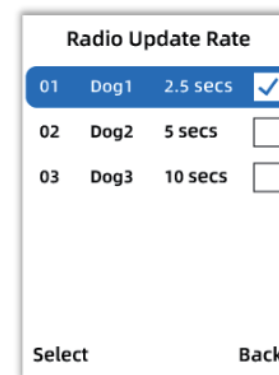 Radio Update Rate
01 Dog1 2.5 secs
02 Dog2 5 secs
03 Dog3 10 secs
Select Back